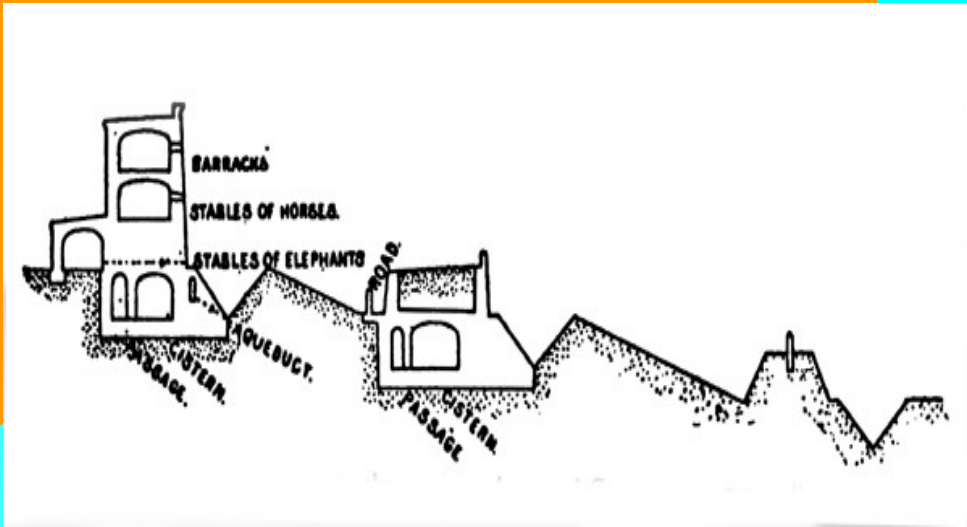 BARRACKS
STABLES OF HORSES.
STABLES OF ELEPHANTS
ROAD.
AQUEDUCT.
CISTERN.
PASSAGE.
CISTERN.
PASSAGE